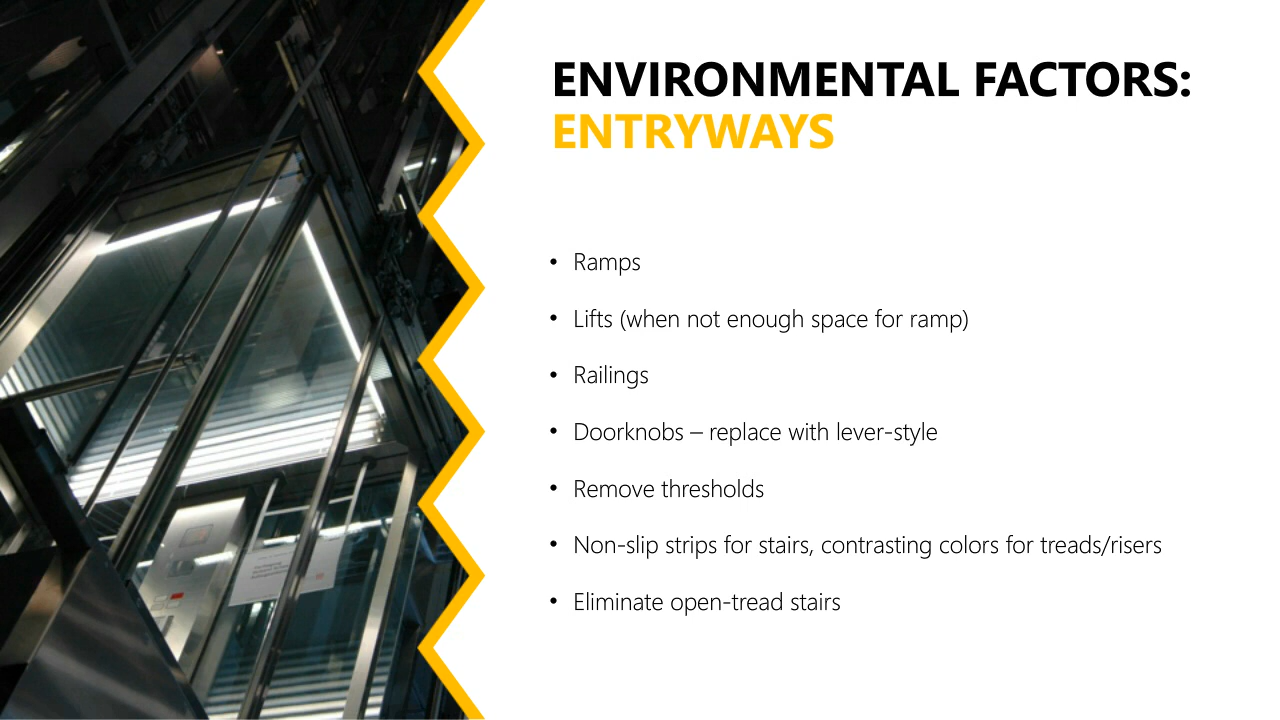 ENVIRONMENTAL FACTORS:
ENTRYWAYS
• Ramps
• Lifts (when not enough space for ramp)
• Railings
• Doorknobs – replace with lever-style
• Remove thresholds
• Non-slip strips for stairs, contrasting colors for treads/risers
• Eliminate open-tread stairs